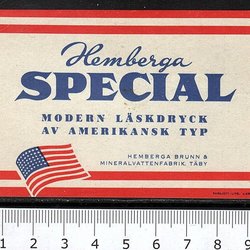 Hemberga
SPECIAL
MODERN LÄSKDRYCK
AV AMERIKANSK TYP
HEMBERGA BRUNN &
MINERALVATTENFABRIK, TÄBY
1 2 3 4 5 6 7 8 9